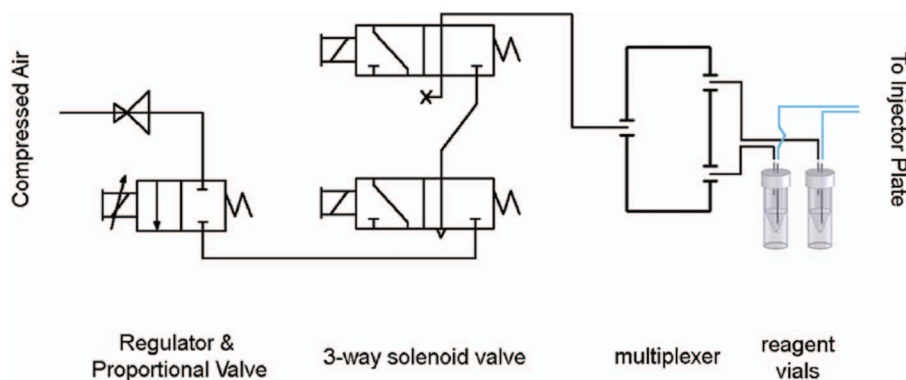 Compressed Air
To Injector Plate
Regulator &
Proportional Valve
3-way solenoid valve
multiplexer
reagent
vials